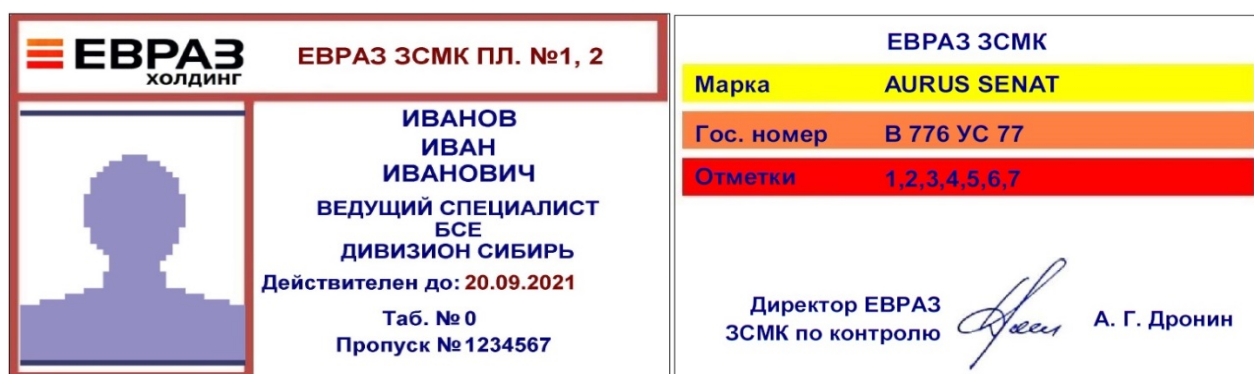 ЕВРАЗ
холдинг
ЕВРАЗ ЗСМК ПЛ. №1, 2
ИВАНОВ
ИВАН
ИВАНОВИЧ
ВЕДУЩИЙ СПЕЦИАЛИСТ
БСЕ
ДИВИЗИОН СИБИРЬ
Действителен до: 20.09.2021
Таб. № 0
Пропуск № 1234567
ЕВРАЗ ЗСМК
Марка AURUS SENAT
Гос. номер В 776 УС 77
Отметки 1,2,3,4,5,6,7
Директор ЕВРАЗ
ЗСМК по контролю А. Г. Дронин